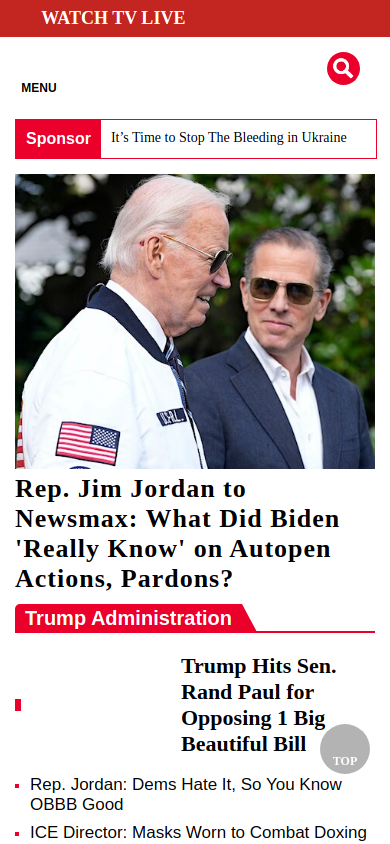 WATCH TV LIVE
MENU
Sponsor
It’s Time to Stop The Bleeding in Ukraine
Rep. Jim Jordan to
Newsmax: What Did Biden
'Really Know' on Autopen
Actions, Pardons?
Trump Administration
Trump Hits Sen.
Rand Paul for
Opposing 1 Big
Beautiful Bill
TOP
Rep. Jordan: Dems Hate It, So You Know
OBBB Good
ICE Director: Masks Worn to Combat Doxing